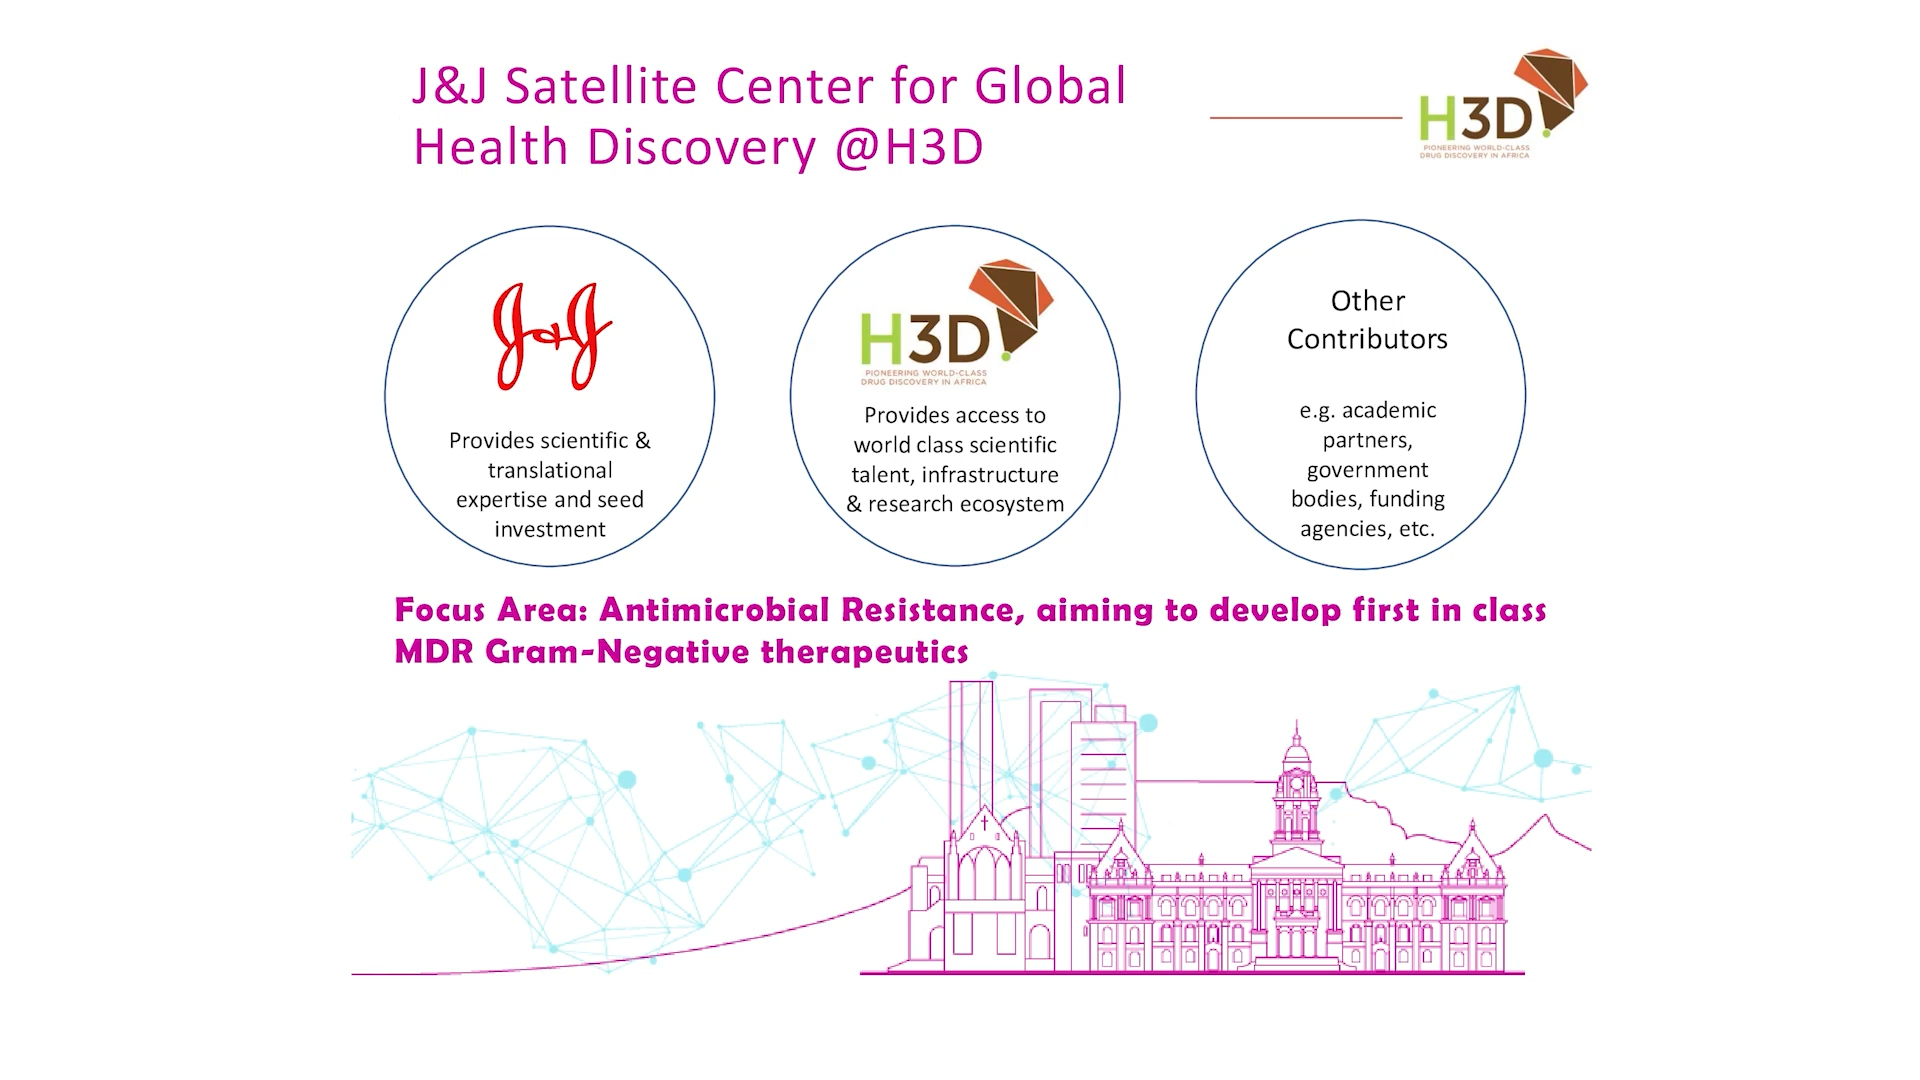 J&J Satellite Center for Global
Health Discovery @H3D
H3D
PIONEERING WORLD-CLASS
DRUG DISCOVERY IN AFRICA
J&J
Provides scientific &
translational
expertise and seed
investment
H3D
PIONEERING WORLD-CLASS
DRUG DISCOVERY IN AFRICA
Provides access to
world class scientific
talent, infrastructure
& research ecosystem
Other
Contributors
e.g. academic
partners,
government
bodies, funding
agencies, etc.
Focus Area: Antimicrobial Resistance, aiming to develop first in class
MDR Gram-Negative therapeutics